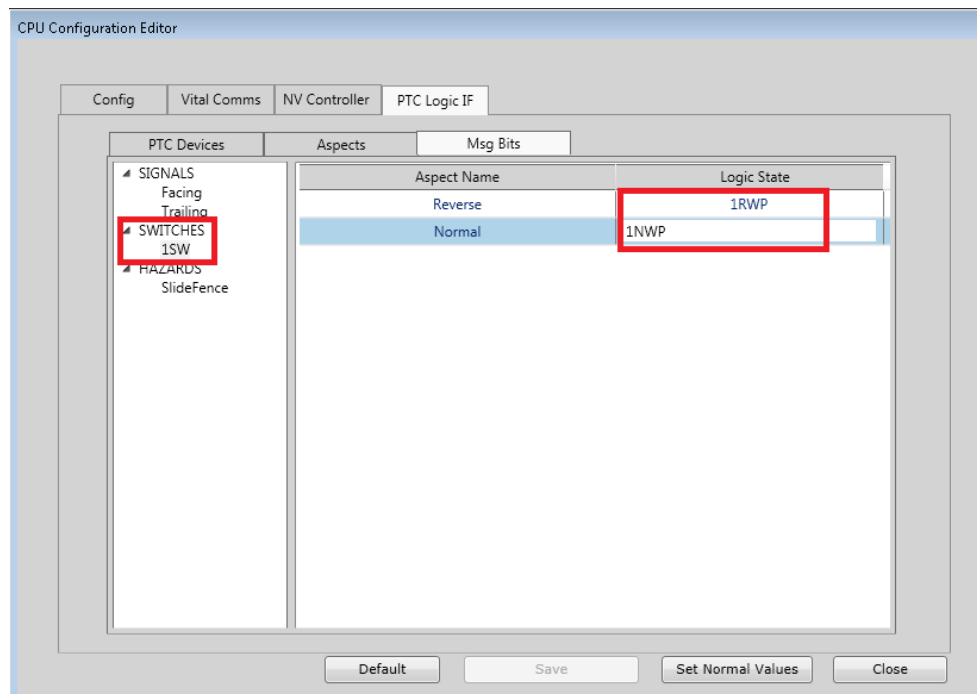 CPU Configuration Editor
Config Vital Comms NV Controller PTC Logic IF
PTC Devices Aspects Msg Bits
SIGNALS
Facing
Trailing
SWITCHES
1SW
HAZARDS
SlideFence
Aspect Name Logic State
Reverse 1RWP
Normal 1NWP
Default Save Set Normal Values Close